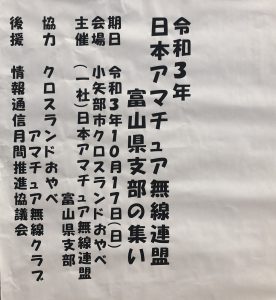 令和3年
日本アマチュア無線連盟
富山県支部の集い
期日　令和3年10月17日(日)
会場　小矢部市クロスランドおやべ
主催　(一社)日本アマチュア無線連盟
富山県支部
協力　クロスランドおやべ
アマチュア無線クラブ
後援　情報通信月間推進協議会